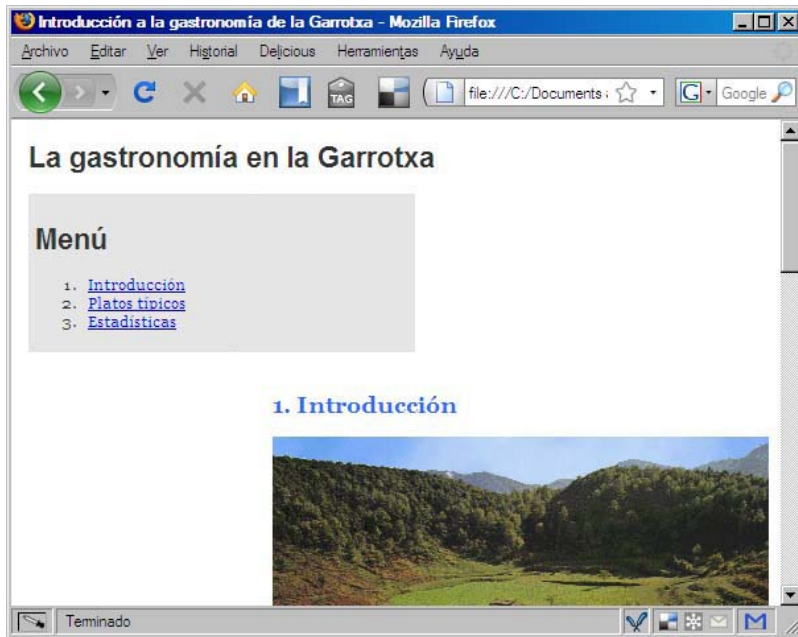 Introducción a la gastronomía de la Garrotxa - Mozilla Firefox
Archivo Editar Ver Historial Delicious Herramientas Ayuda
TAG file:///C:/Documents G Google
La gastronomía en la Garrotxa
Menú
1. Introducción
2. Platos típicos
3. Estadísticas
1. Introducción
Terminado